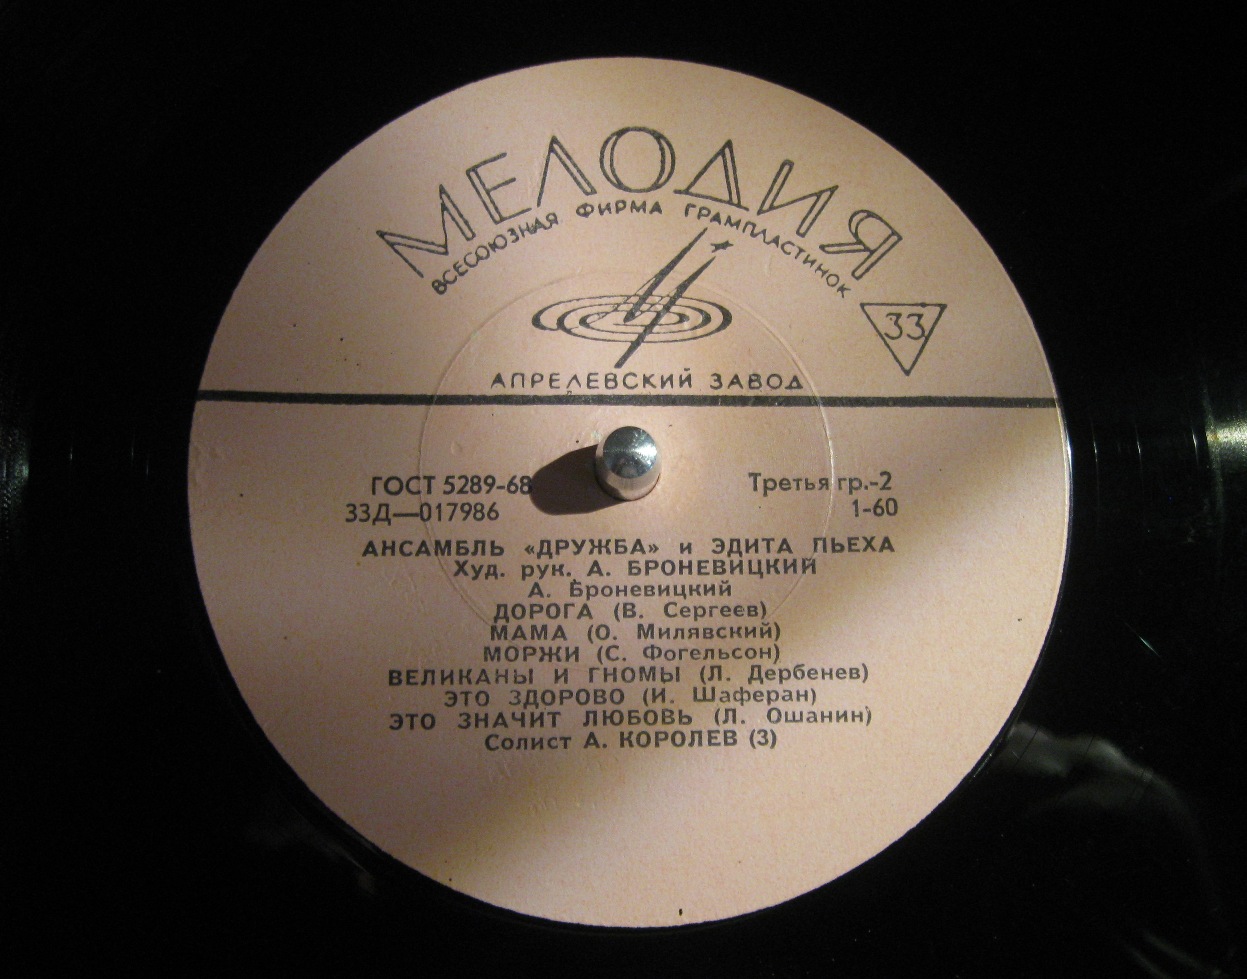 МЕЛОДИЯ
ВСЕСОЮЗНАЯ ФИРМА ГРАМПЛАСТИНОК
33
АПРЕЛЕВСКИЙ ЗАВОД
ГОСТ 5289-68 Третья гр.-2
33Д—017986 1-60
АНСАМБЛЬ «ДРУЖБА» и ЭДИТА ПЬЕХА
Худ. рук. А. БРОНЕВИЦКИЙ
А. Броневицкий
ДОРОГА (В. Сергеев)
МАМА (О. Милявский)
МОРЖИ (С. Фогельсон)
ВЕЛИКАНЫ И ГНОМЫ (Л. Дербенев)
ЭТО ЗДОРОВО (И. Шаферан)
ЭТО ЗНАЧИТ ЛЮБОВЬ (Л. Ошанин)
Солист А. КОРОЛЕВ (3)